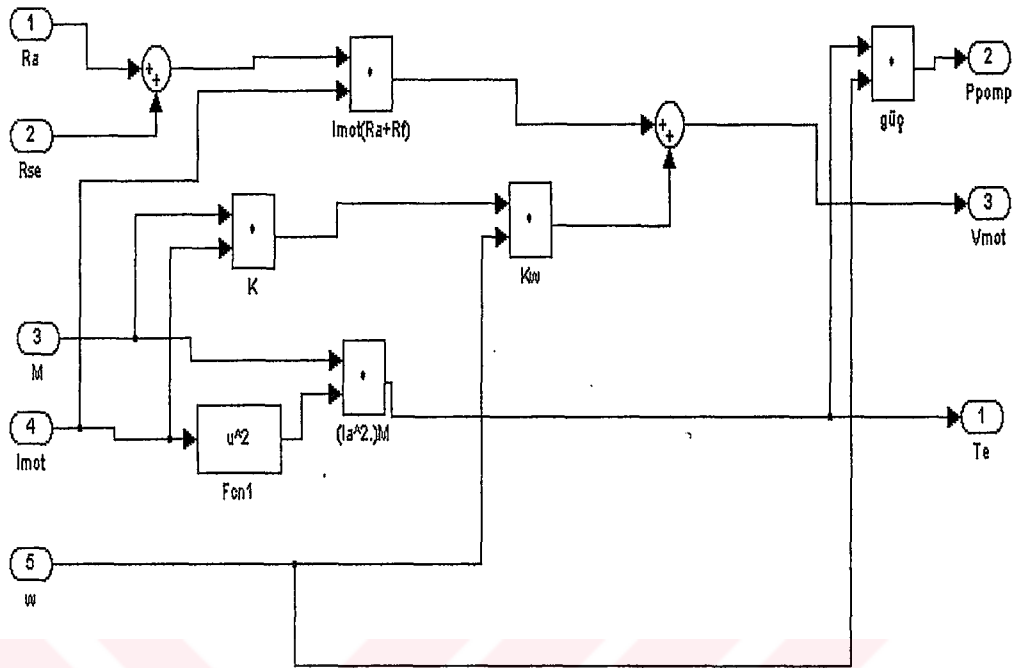 1
Ra
2
Rse
Imot(Ra+Rf)
güç
2
Ppomp
3
Vmot
K
Kw
3
M
4
Imot
u^2
Fcn1
(Ia^2.)M
1
Te
5
w